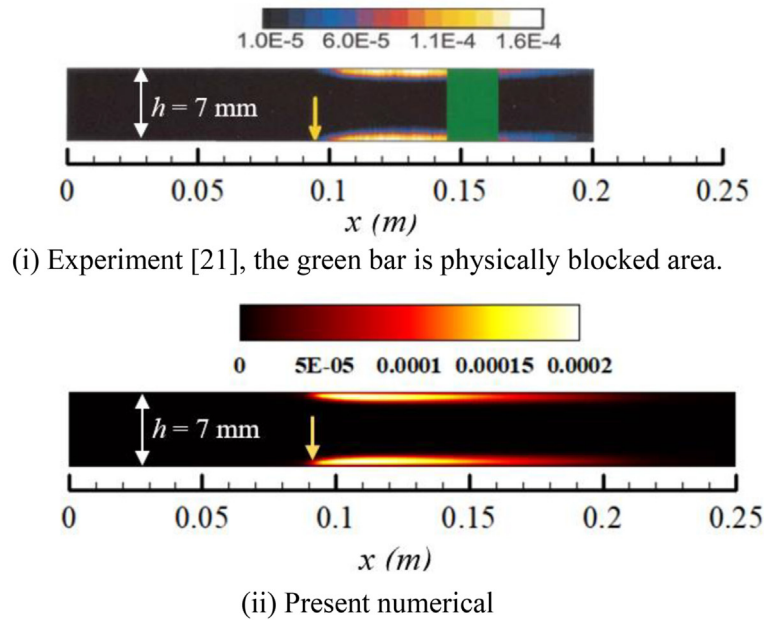 1.0E-5 6.0E-5 1.1E-4 1.6E-4
h = 7 mm
0 0.05 0.1 0.15 0.2 0.25
x (m)
(i) Experiment [21], the green bar is physically blocked area.
0 5E-05 0.0001 0.00015 0.0002
h = 7 mm
0 0.05 0.1 0.15 0.2 0.25
x (m)
(ii) Present numerical